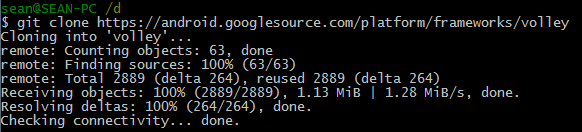 sean@SEAN-PC /d
$ git clone https://android.googlesource.com/platform/frameworks/volley
Cloning into 'volley'...
remote: Counting objects: 63, done
remote: Finding sources: 100% (63/63)
remote: Total 2889 (delta 264), reused 2889 (delta 264)
Receiving objects: 100% (2889/2889), 1.13 MiB | 1.28 MiB/s, done.
Resolving deltas: 100% (264/264), done.
Checking connectivity... done.